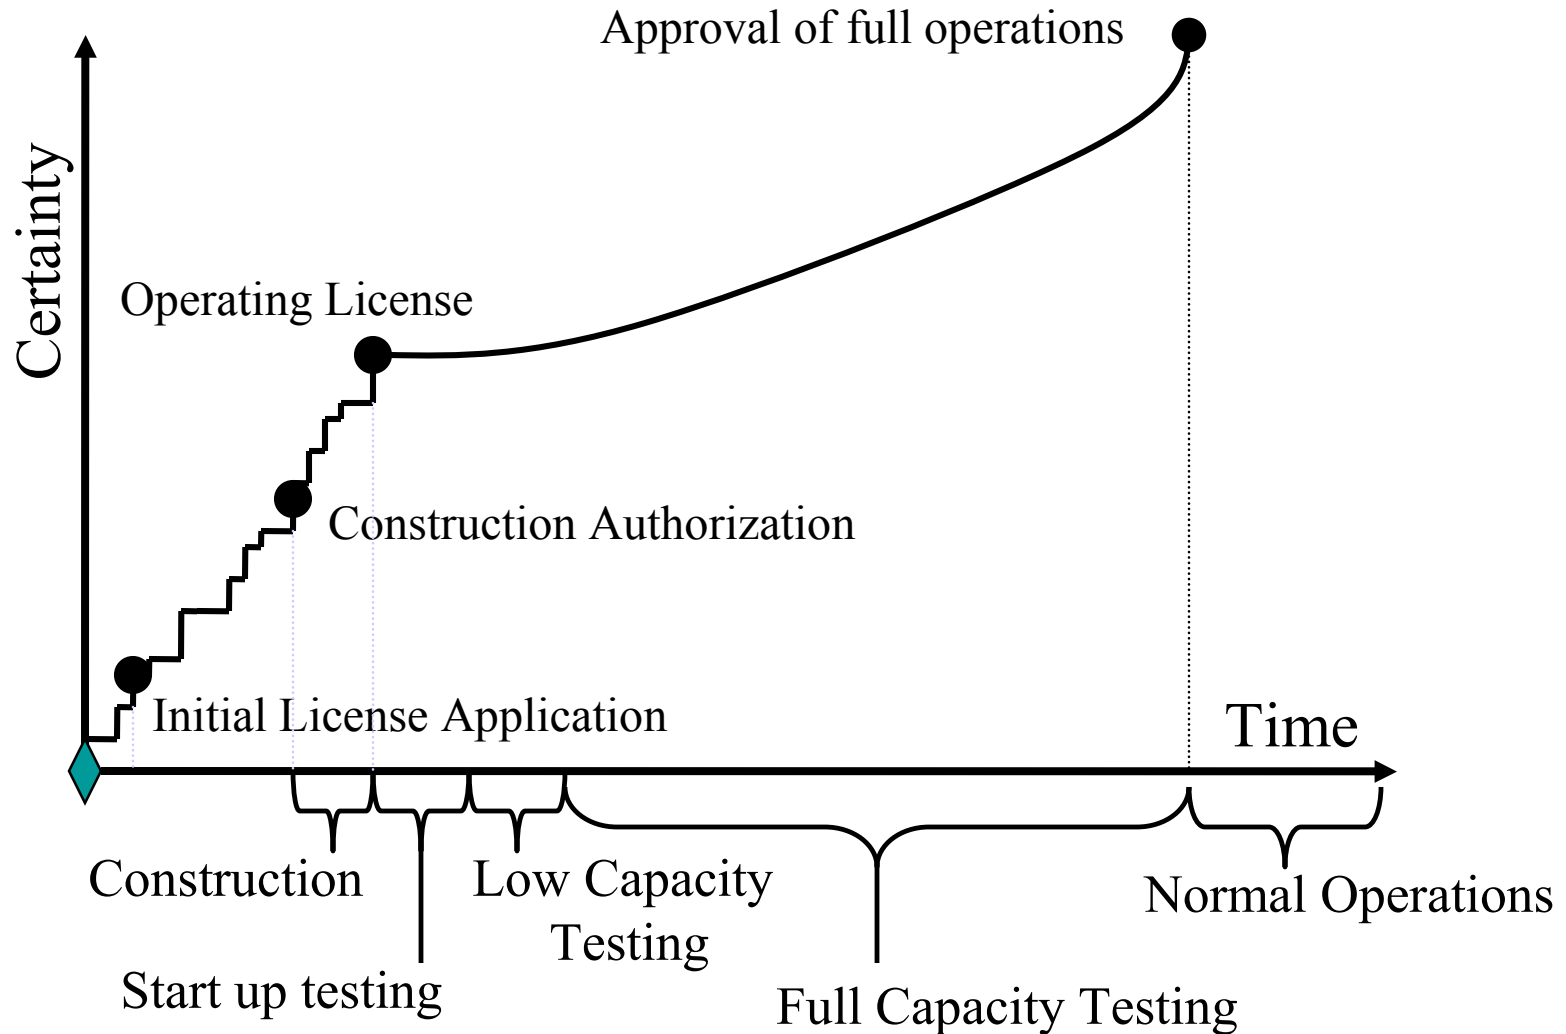 Approval of full operations
Certainty
Operating License
Construction Authorization
Initial License Application
Time
Construction
Low Capacity
Testing
Normal Operations
Start up testing
Full Capacity Testing